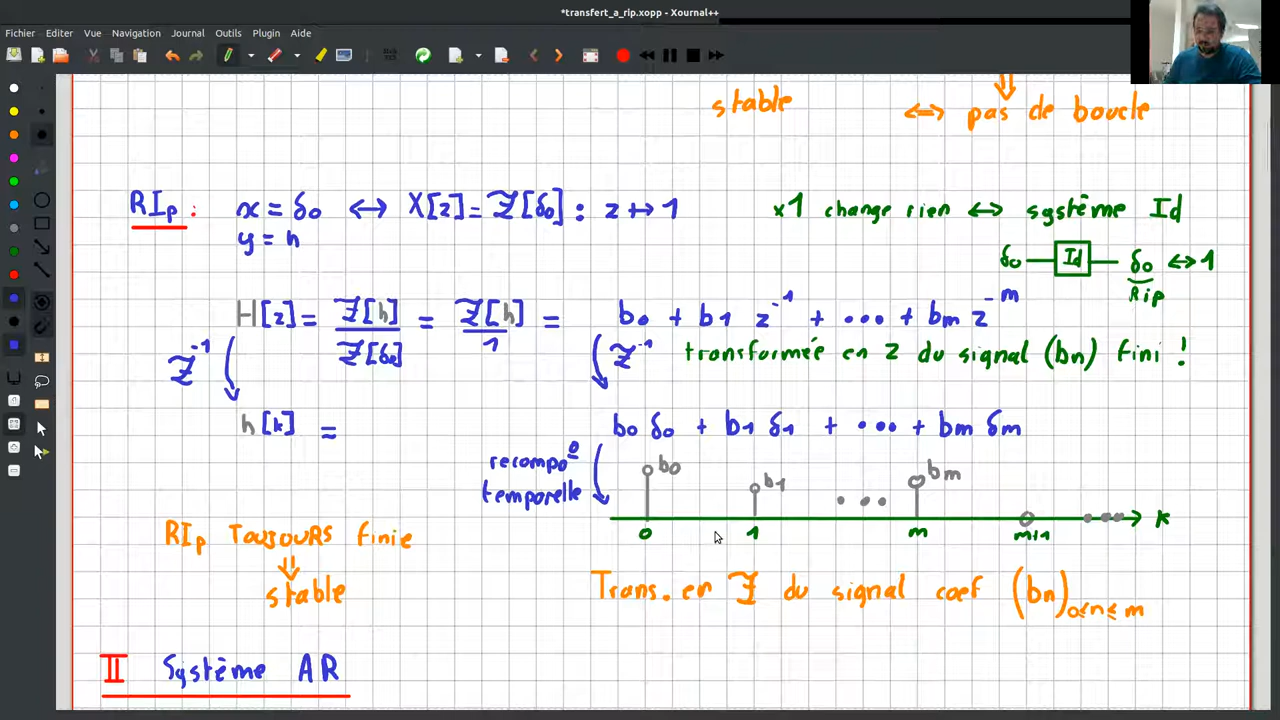 *transfert_a_rip.xopp - Xournal++
Fichier Editer Vue Navigation Journal Outils Plugin Aide
stable <=> pas de boucle
RIp : x = δ0 <-> X[z] = Z[δ0] : z ↦ 1 x1 change rien <-> système Id
y = h
δ0 — Id — δ0 <-> 1
Rip
H[z] = Z[h] / Z[δ0] = Z[h] / 1 = b0 + b1 z^-1 + ... + bm z^-m
Z^-1 Z^-1 transformée en z du signal (bn) fini !
h[k] = b0 δ0 + b1 δ1 + ... + bm δm
recompo°
temporelle
b0 b1 ... bm
0 1 m m+1 k
RIp TOUJOURS finie
⇓
stable
Trans. en Z du signal coef (bn) 0≤n≤m
II Système AR